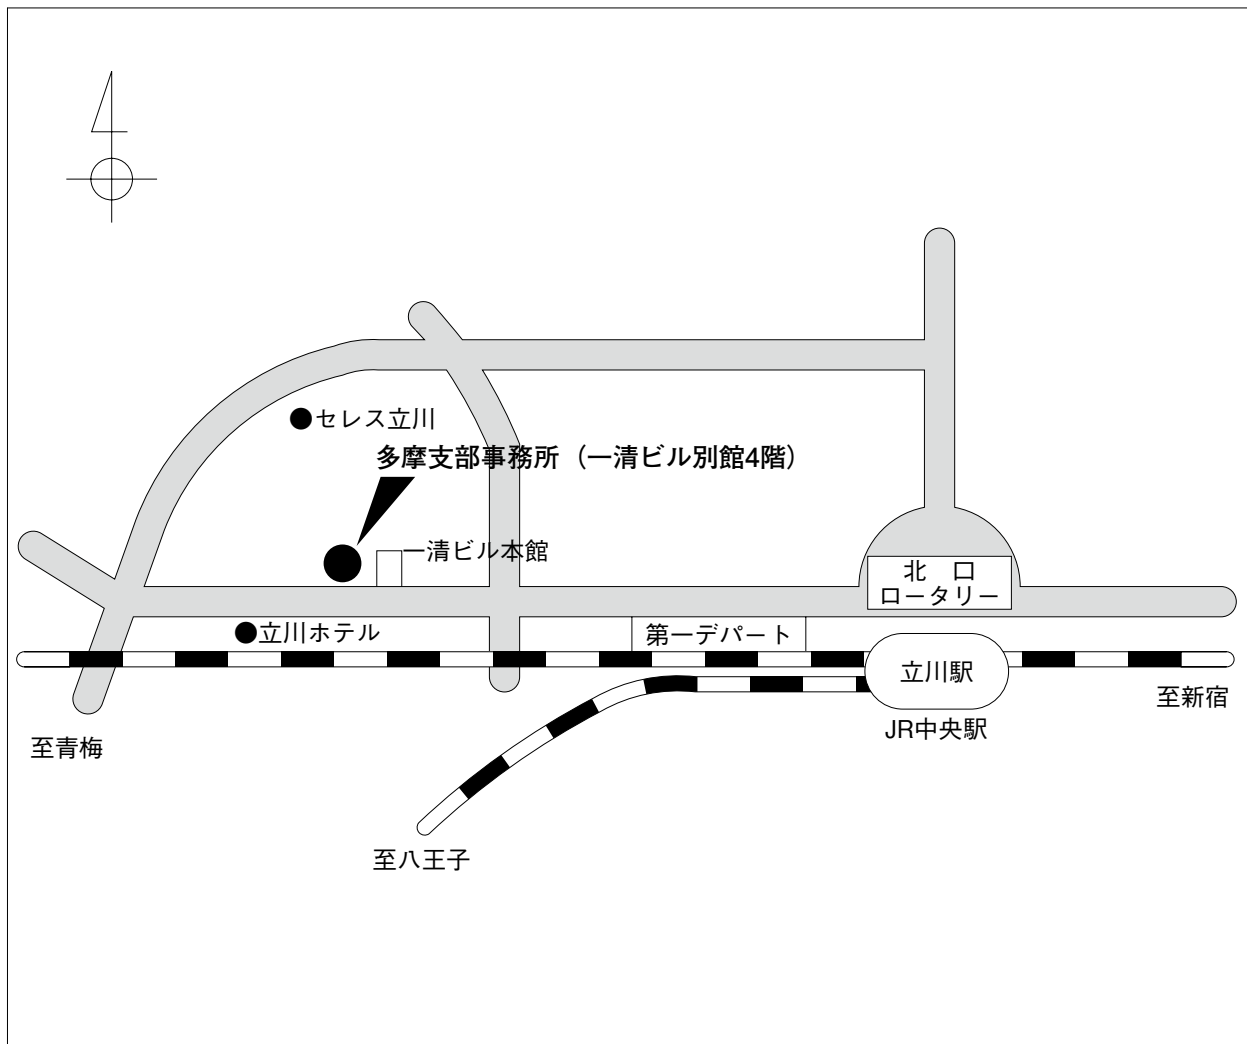 セレス立川
多摩支部事務所（一清ビル別館4階）
一清ビル本館
北　口
ロータリー
立川ホテル
第一デパート
立川駅
至新宿
JR中央駅
至青梅
至八王子